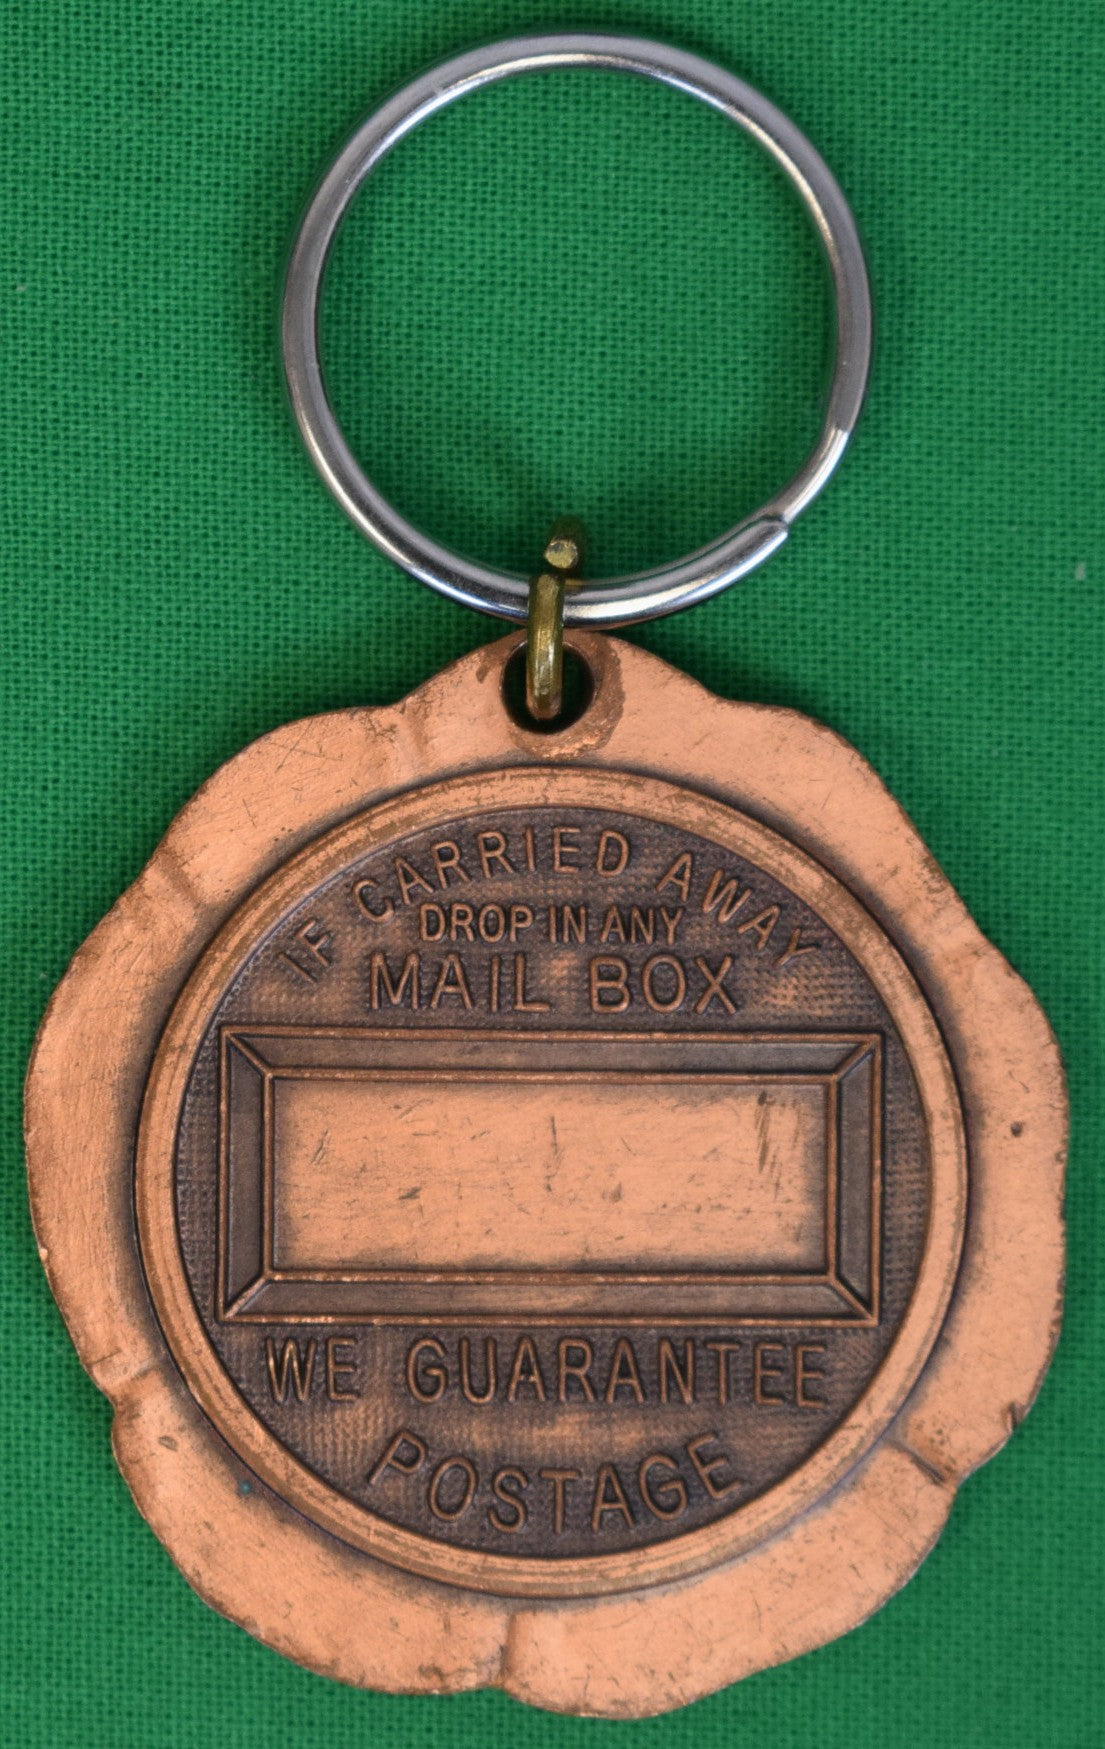 IF CARRIED AWAY
DROP IN ANY
MAIL BOX
WE GUARANTEE
POSTAGE